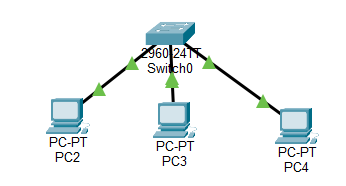 2960-24TT
Switch0
PC-PT
PC2
PC-PT
PC3
PC-PT
PC4